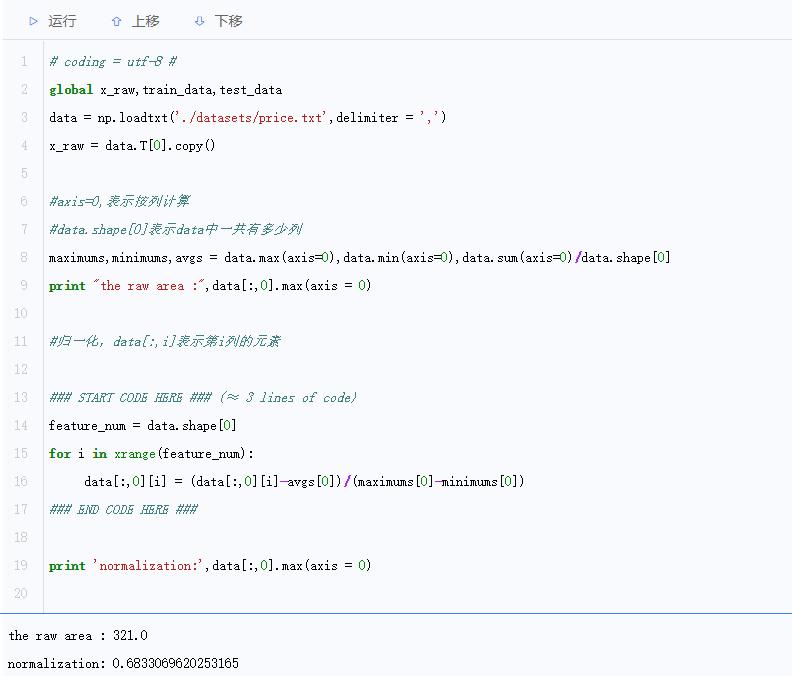 运行 上移 下移
1 # coding = utf-8 #
2 global x_raw,train_data,test_data
3 data = np.loadtxt('./datasets/price.txt',delimiter = ',')
4 x_raw = data.T[0].copy()
5
6 #axis=0,表示按列计算
7 #data.shape[0]表示data中一共有多少列
8 maximums,minimums,avgs = data.max(axis=0),data.min(axis=0),data.sum(axis=0)/data.shape[0]
9 print "the raw area :",data[:,0].max(axis = 0)
10
11 #归一化，data[:,i]表示第i列的元素
12
13 ### START CODE HERE ### (≈ 3 lines of code)
14 feature_num = data.shape[0]
15 for i in xrange(feature_num):
16 data[:,0][i] = (data[:,0][i]-avgs[0])/(maximums[0]-minimums[0])
17 ### END CODE HERE ###
18
19 print 'normalization:',data[:,0].max(axis = 0)
20
the raw area : 321.0
normalization: 0.6833069620253165